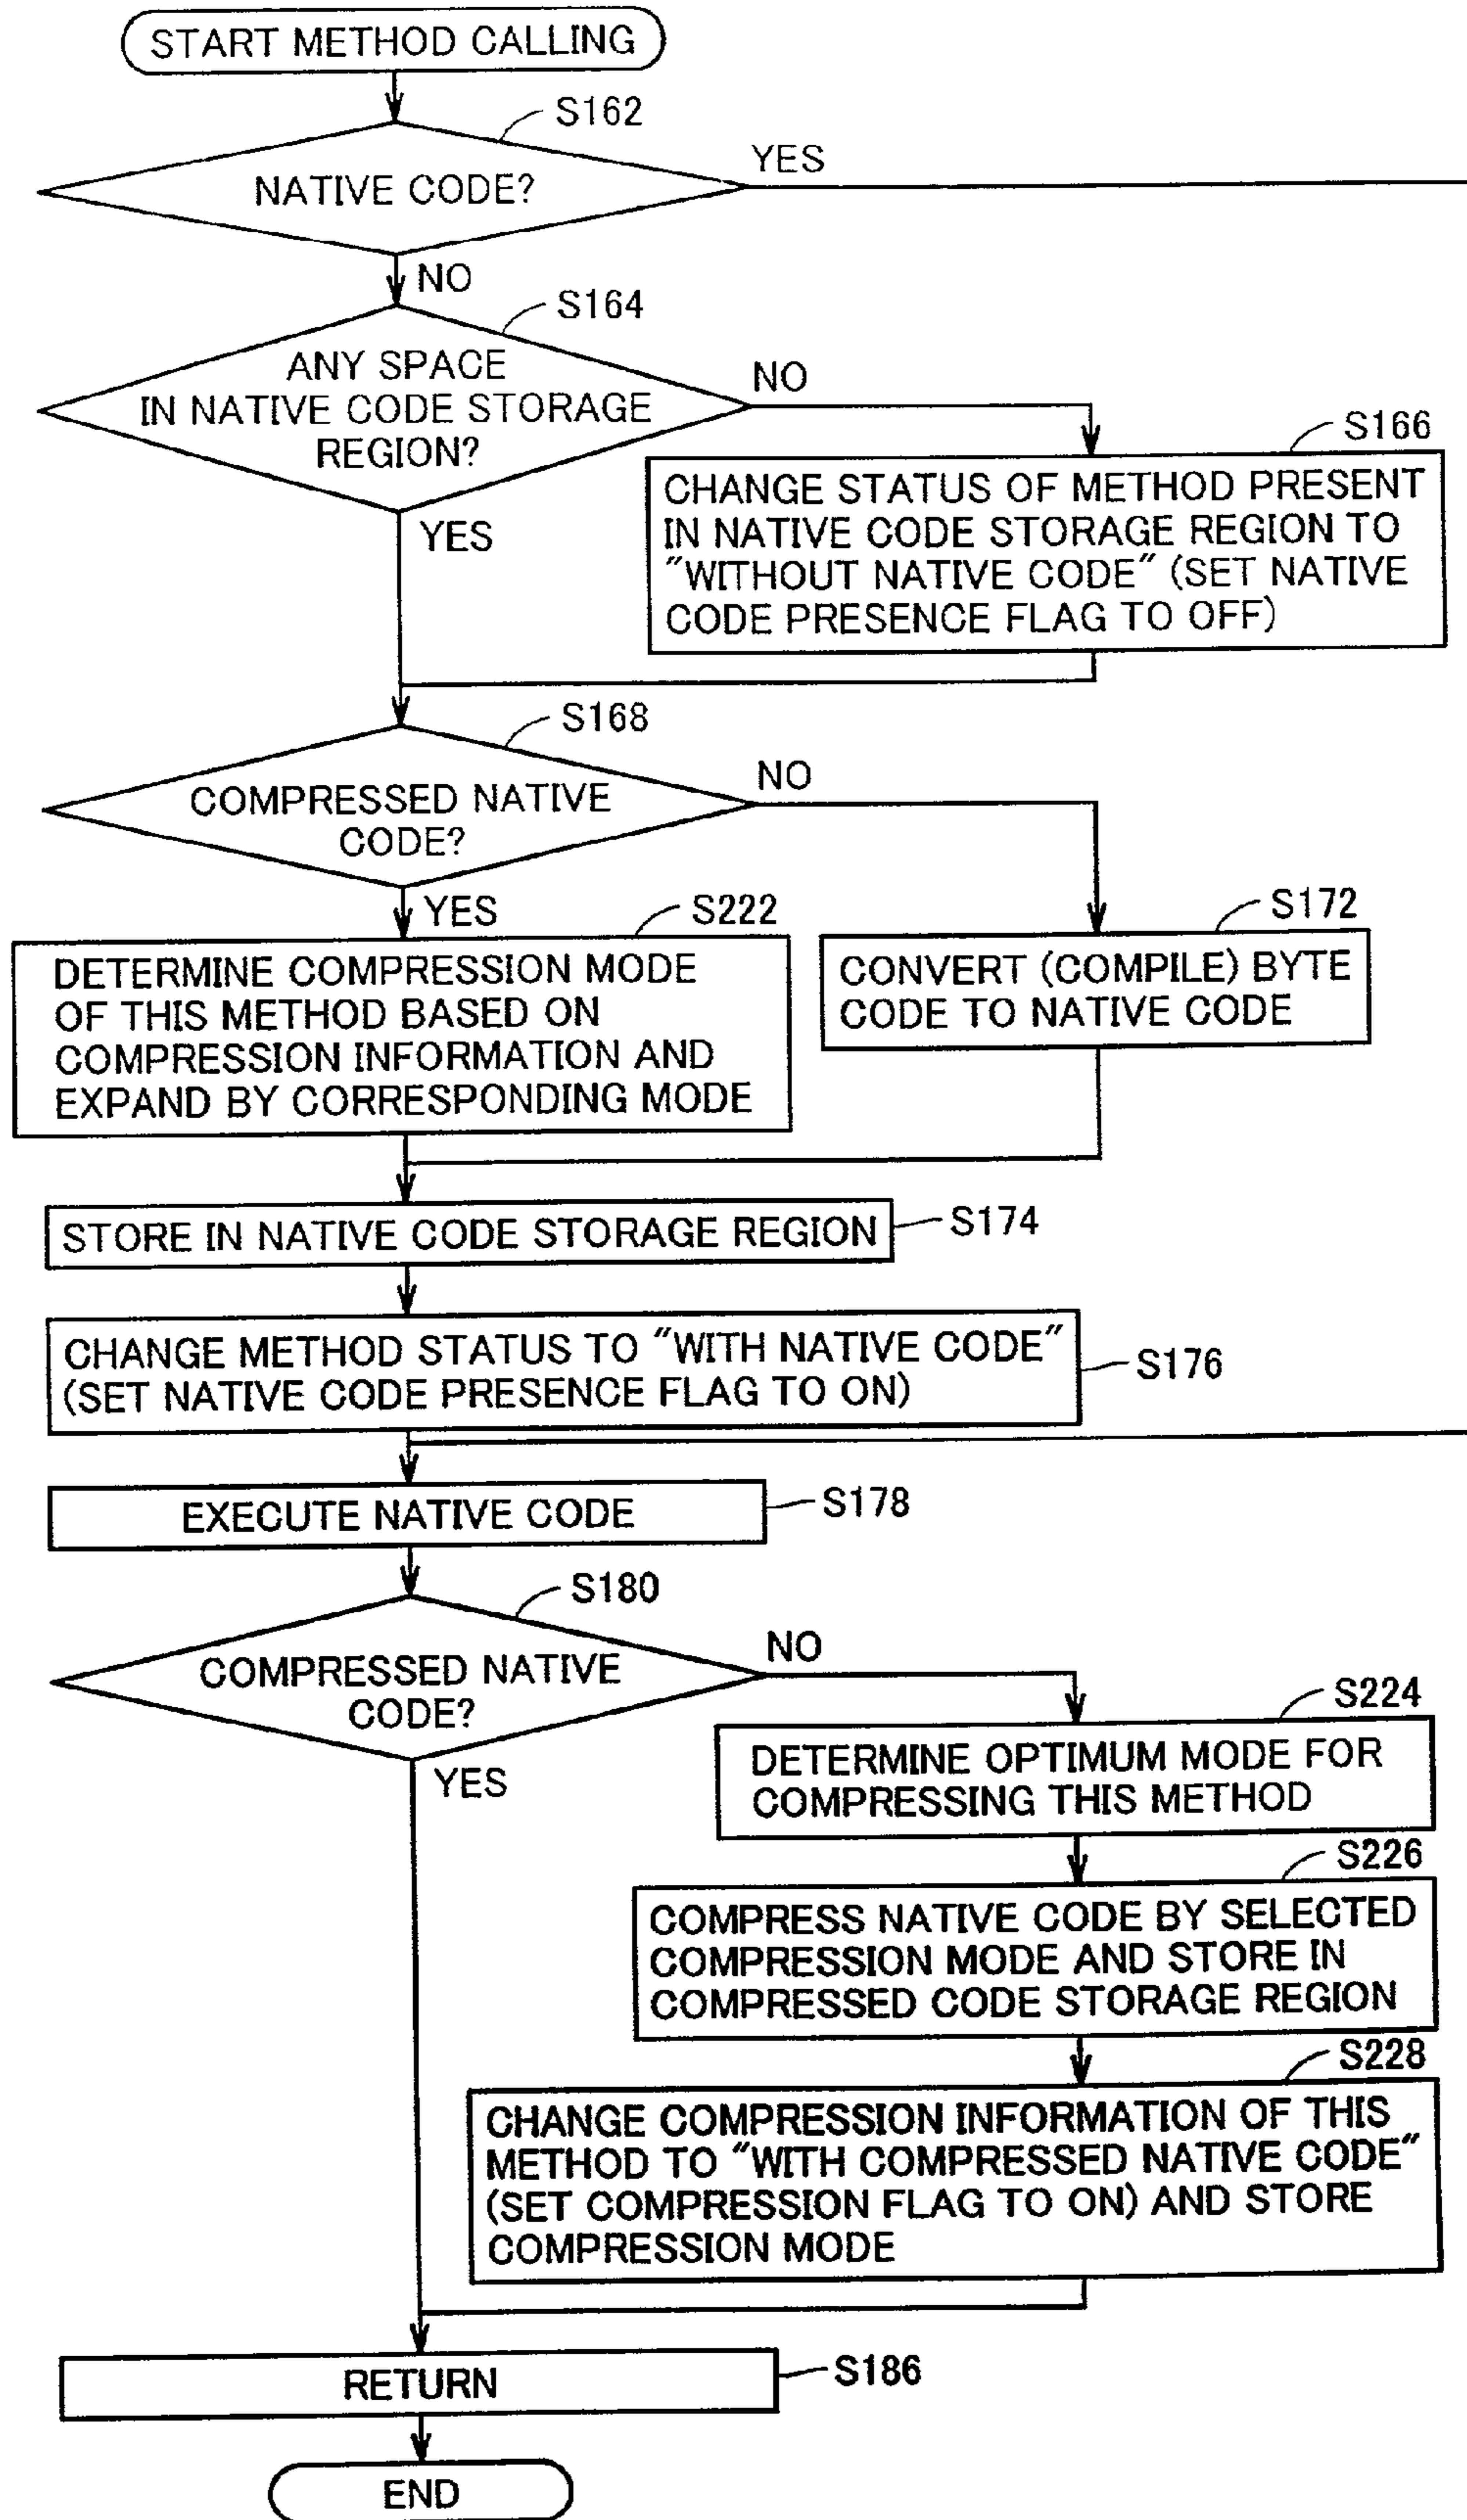 START METHOD CALLING
S162
NATIVE CODE?
YES
NO
S164
ANY SPACE
IN NATIVE CODE STORAGE
REGION?
NO
YES
S166
CHANGE STATUS OF METHOD PRESENT
IN NATIVE CODE STORAGE REGION TO
"WITHOUT NATIVE CODE" (SET NATIVE
CODE PRESENCE FLAG TO OFF)
S168
COMPRESSED NATIVE
CODE?
NO
YES
S222
DETERMINE COMPRESSION MODE
OF THIS METHOD BASED ON
COMPRESSION INFORMATION AND
EXPAND BY CORRESPONDING MODE
S172
CONVERT (COMPILE) BYTE
CODE TO NATIVE CODE
STORE IN NATIVE CODE STORAGE REGION
S174
CHANGE METHOD STATUS TO "WITH NATIVE CODE"
(SET NATIVE CODE PRESENCE FLAG TO ON)
S176
EXECUTE NATIVE CODE
S178
S180
COMPRESSED NATIVE
CODE?
NO
YES
S224
DETERMINE OPTIMUM MODE FOR
COMPRESSING THIS METHOD
S226
COMPRESS NATIVE CODE BY SELECTED
COMPRESSION MODE AND STORE IN
COMPRESSED CODE STORAGE REGION
S228
CHANGE COMPRESSION INFORMATION OF THIS
METHOD TO "WITH COMPRESSED NATIVE CODE"
(SET COMPRESSION FLAG TO ON) AND STORE
COMPRESSION MODE
RETURN
S186
END